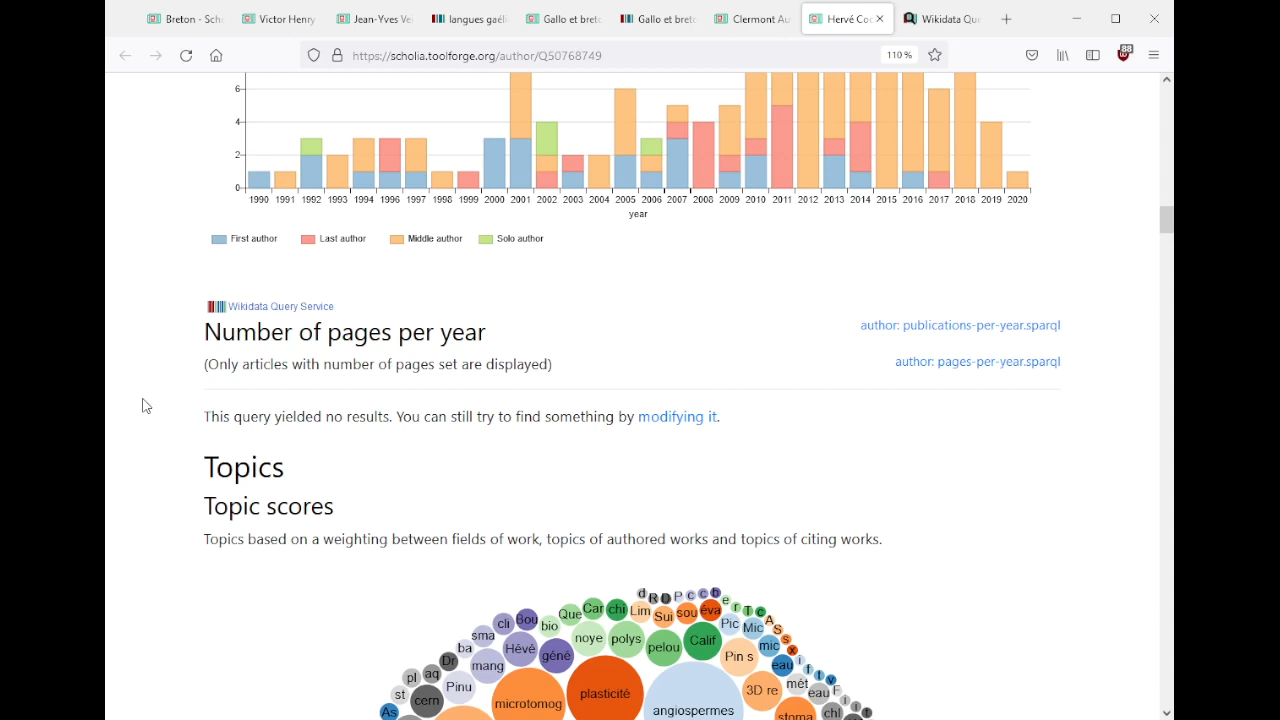 Breton - Sch
Victor Henry
Jean-Yves Ve
langues gaéli
Gallo et breto
Gallo et breto
Clermont Au
Hervé Co
Wikidata Qu
https://scholia.toolforge.org/author/Q50768749
110 %
88
6
4
2
0
1990 1991 1992 1993 1994 1996 1997 1998 1999 2000 2001 2002 2003 2004 2005 2006 2007 2008 2009 2010 2011 2012 2013 2014 2015 2016 2017 2018 2019 2020
year
First author Last author Middle author Solo author
Wikidata Query Service
Number of pages per year
author: publications-per-year.sparql
(Only articles with number of pages set are displayed)
author: pages-per-year.sparql
This query yielded no results. You can still try to find something by modifying it.
Topics
Topic scores
Topics based on a weighting between fields of work, topics of authored works and topics of citing works.
d R D P c c b
Que Car chi Lim Sui sou éva e r T c
cli Bou bio Pic Mic A S
sma noye polys pelou Calif mic s x
ba Hévé géné Pin s eau i
Dr mang f t v
pl aq Pinu 3D re mét eau F
st cern microtomog plasticité angiospermes stoma chl
As